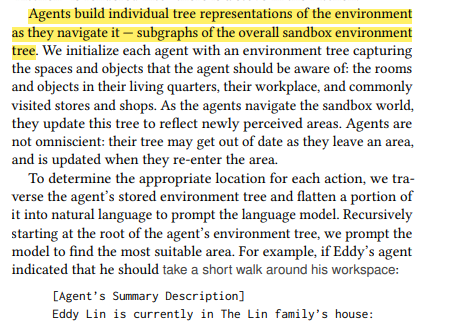 Agents build individual tree representations of the environment
as they navigate it — subgraphs of the overall sandbox environment
tree. We initialize each agent with an environment tree capturing
the spaces and objects that the agent should be aware of: the rooms
and objects in their living quarters, their workplace, and commonly
visited stores and shops. As the agents navigate the sandbox world,
they update this tree to reflect newly perceived areas. Agents are
not omniscient: their tree may get out of date as they leave an area,
and is updated when they re-enter the area.
To determine the appropriate location for each action, we tra-
verse the agent's stored environment tree and flatten a portion of
it into natural language to prompt the language model. Recursively
starting at the root of the agent's environment tree, we prompt the
model to find the most suitable area. For example, if Eddy's agent
indicated that he should take a short walk around his workspace:
[Agent's Summary Description]
Eddy Lin is currently in The Lin family's house: